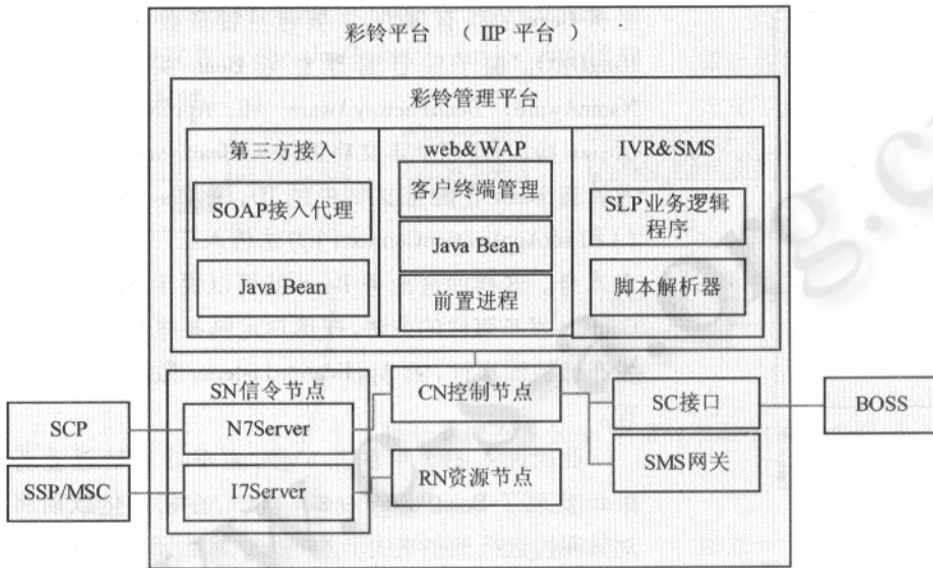 彩铃平台 （ IIP 平台 ）
彩铃管理平台
第三方接入
SOAP接入代理
Java Bean
web&WAP
客户终端管理
Java Bean
前置进程
IVR&SMS
SLP业务逻辑
程序
脚本解析器
SN信令节点
N7Server
I7Server
CN控制节点
RN资源节点
SC接口
SMS网关
SCP
SSP/MSC
BOSS